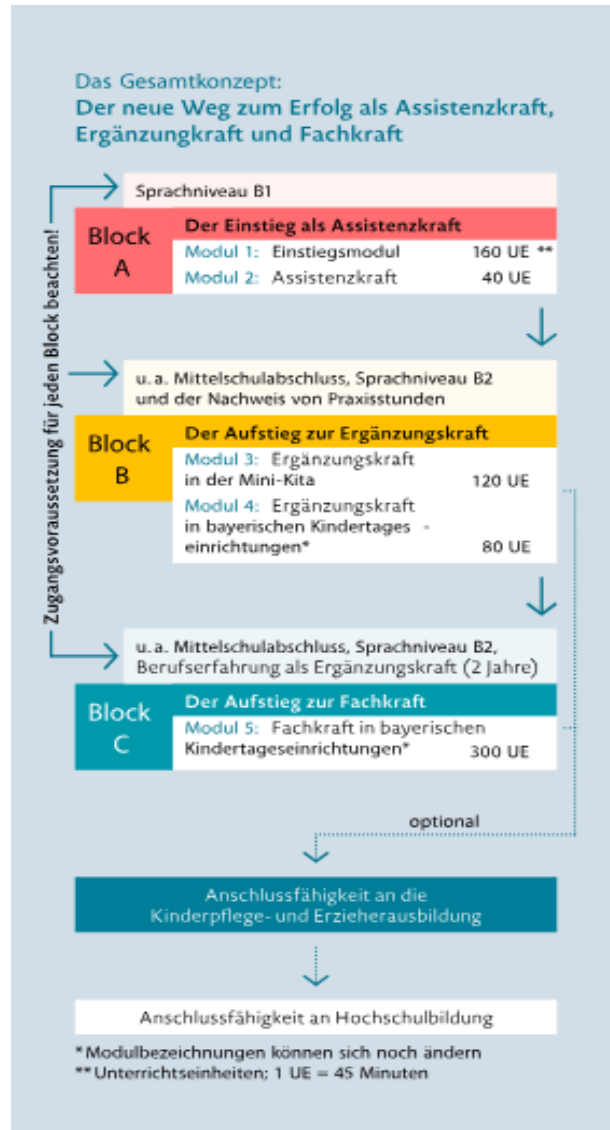 Das Gesamtkonzept:
Der neue Weg zum Erfolg als Assistenzkraft,
Ergänzungkraft und Fachkraft
Zugangsvoraussetzung für jeden Block beachten!
Sprachniveau B1
Block
A
Der Einstieg als Assistenzkraft
Modul 1: Einstiegsmodul 160 UE **
Modul 2: Assistenzkraft 40 UE
u. a. Mittelschulabschluss, Sprachniveau B2
und der Nachweis von Praxisstunden
Block
B
Der Aufstieg zur Ergänzungskraft
Modul 3: Ergänzungskraft
in der Mini-Kita 120 UE
Modul 4: Ergänzungskraft
in bayerischen Kindertages -
einrichtungen* 80 UE
u. a. Mittelschulabschluss, Sprachniveau B2,
Berufserfahrung als Ergänzungskraft (2 Jahre)
Block
C
Der Aufstieg zur Fachkraft
Modul 5: Fachkraft in bayerischen
Kindertageseinrichtungen* 300 UE
optional
Anschlussfähigkeit an die
Kinderpflege- und Erzieherausbildung
Anschlussfähigkeit an Hochschulbildung
*Modulbezeichnungen können sich noch ändern
**Unterrichtseinheiten; 1 UE = 45 Minuten